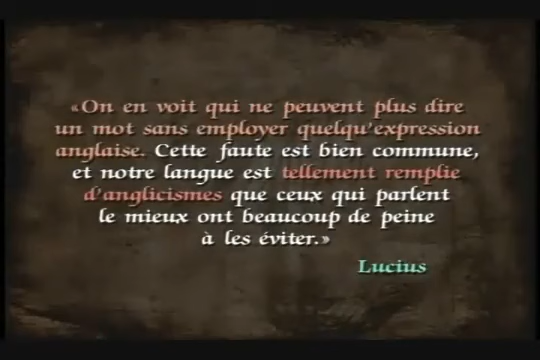 «On en voit qui ne peuvent plus dire
un mot sans employer quelqu'expression
anglaise. Cette faute est bien commune,
et notre langue est tellement remplie
d'anglicismes que ceux qui parlent
le mieux ont beaucoup de peine
à les éviter.»
Lucius